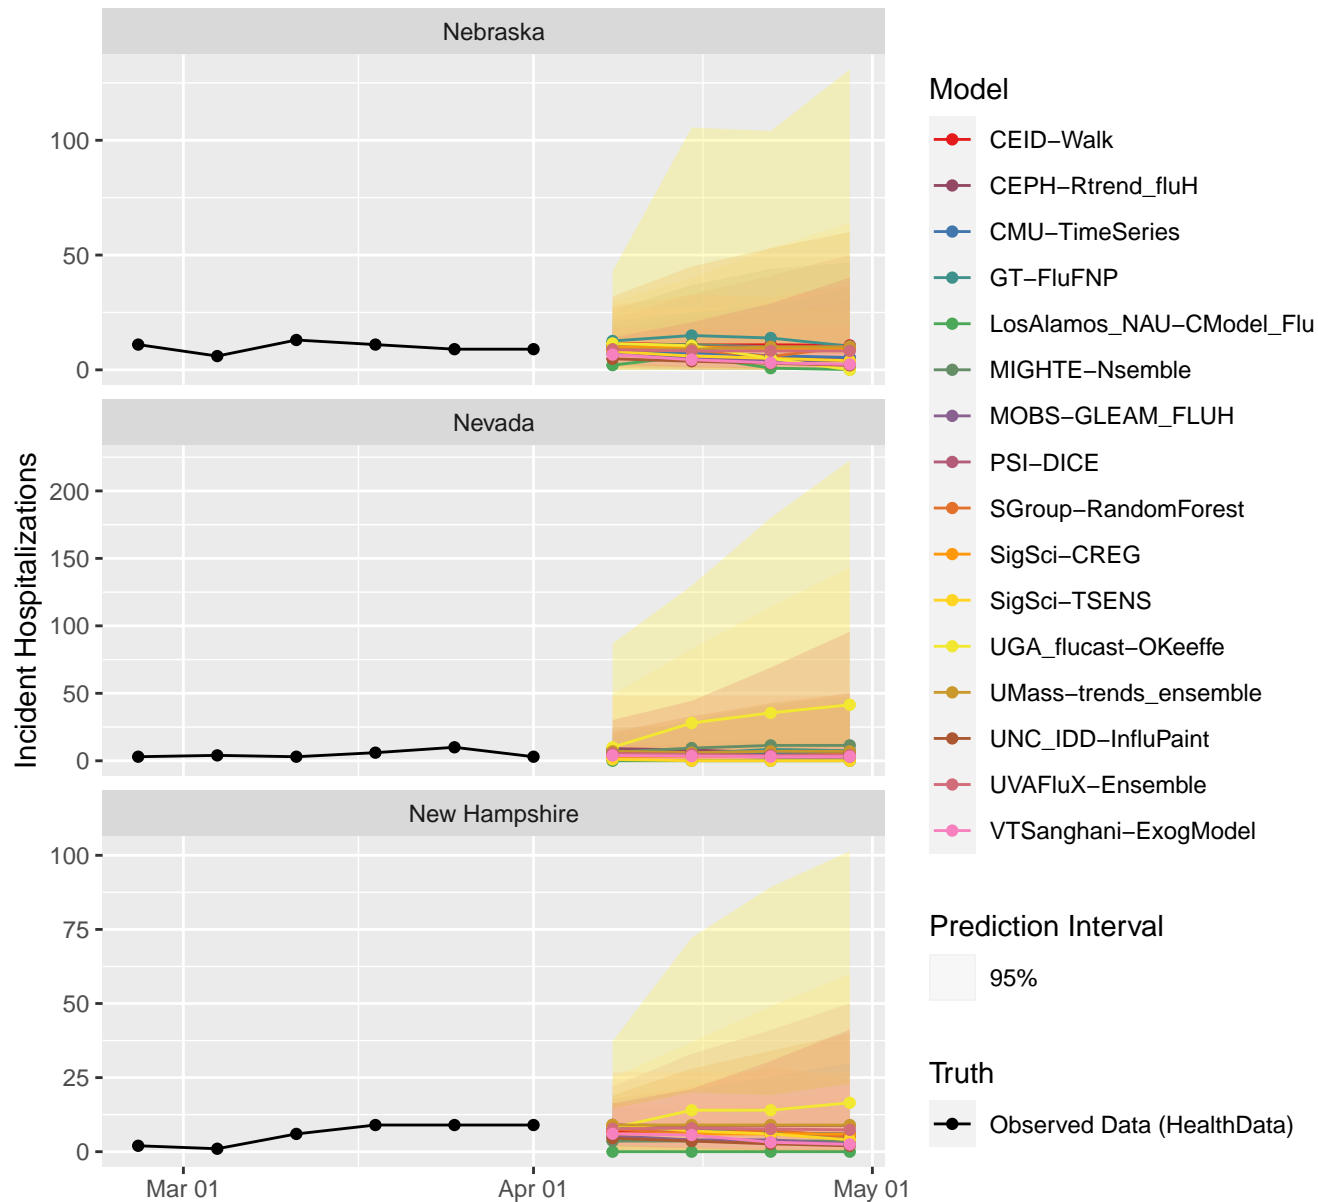 Nebraska
100
50
0
Nevada
200
150
100
50
0
New Hampshire
100
75
50
25
0
Mar 01
Apr 01
May 01
Incident Hospitalizations
Model
CEID−Walk
CEPH−Rtrend_fluH
CMU−TimeSeries
GT−FluFNP
LosAlamos_NAU−CModel_Flu
MIGHTE−Nsemble
MOBS−GLEAM_FLUH
PSI−DICE
SGroup−RandomForest
SigSci−CREG
SigSci−TSENS
UGA_flucast−OKeeffe
UMass−trends_ensemble
UNC_IDD−InfluPaint
UVAFluX−Ensemble
VTSanghani−ExogModel
Prediction Interval
95%
Truth
Observed Data (HealthData)